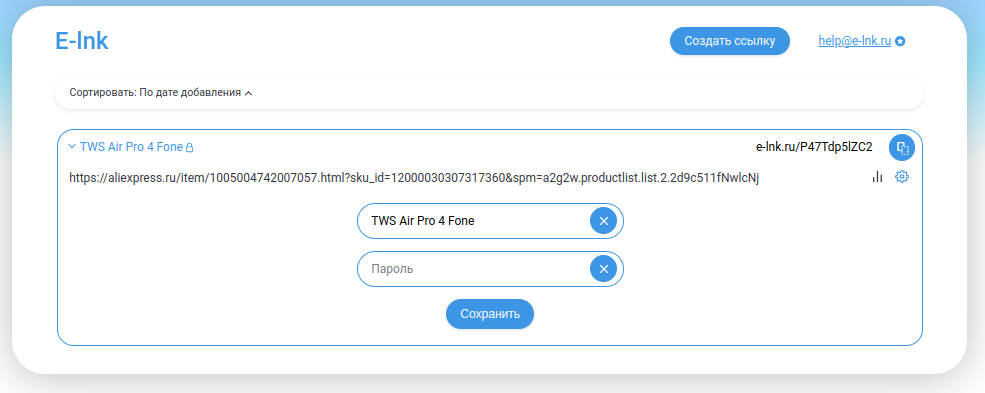 E-lnk
Создать ссылку
help@e-lnk.ru
Сортировать: По дате добавления
TWS Air Pro 4 Fone
e-lnk.ru/P47Tdp5lZC2
https://aliexpress.ru/item/1005004742007057.html?sku_id=12000030307317360&spm=a2g2w.productlist.list.2.2d9c511fNwlcNj
TWS Air Pro 4 Fone
Пароль
Сохранить